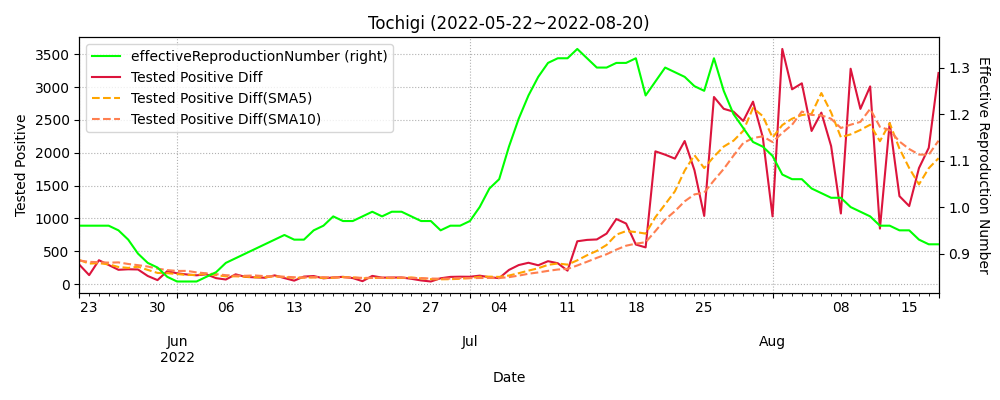 Tochigi (2022-05-22~2022-08-20)
effectiveReproductionNumber (right)
Tested Positive Diff
Tested Positive Diff(SMA5)
Tested Positive Diff(SMA10)
Tested Positive
3500
3000
2500
2000
1500
1000
500
0
1.3
1.2
1.1
1.0
0.9
Effective Reproduction Number
23 30 06 13 20 27 04 11 18 25 08 15
Jun Jul Aug
2022
Date